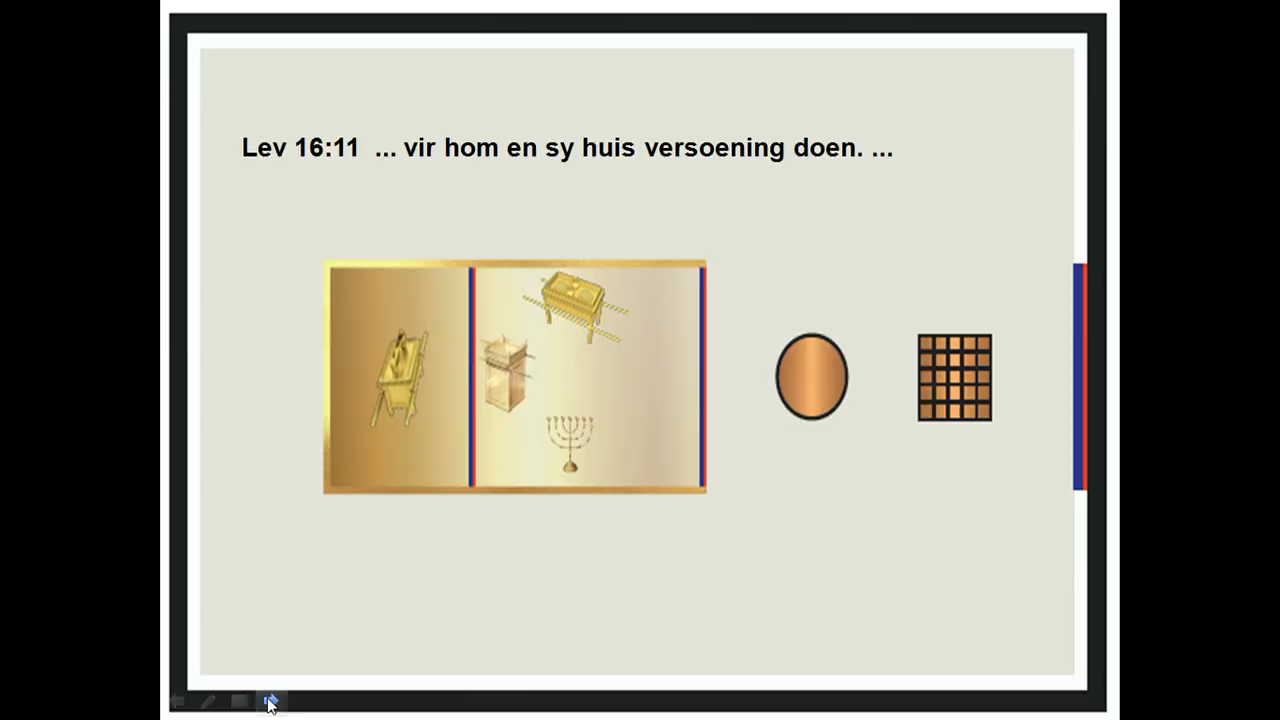 Lev 16:11 ... vir hom en sy huis versoening doen. ...